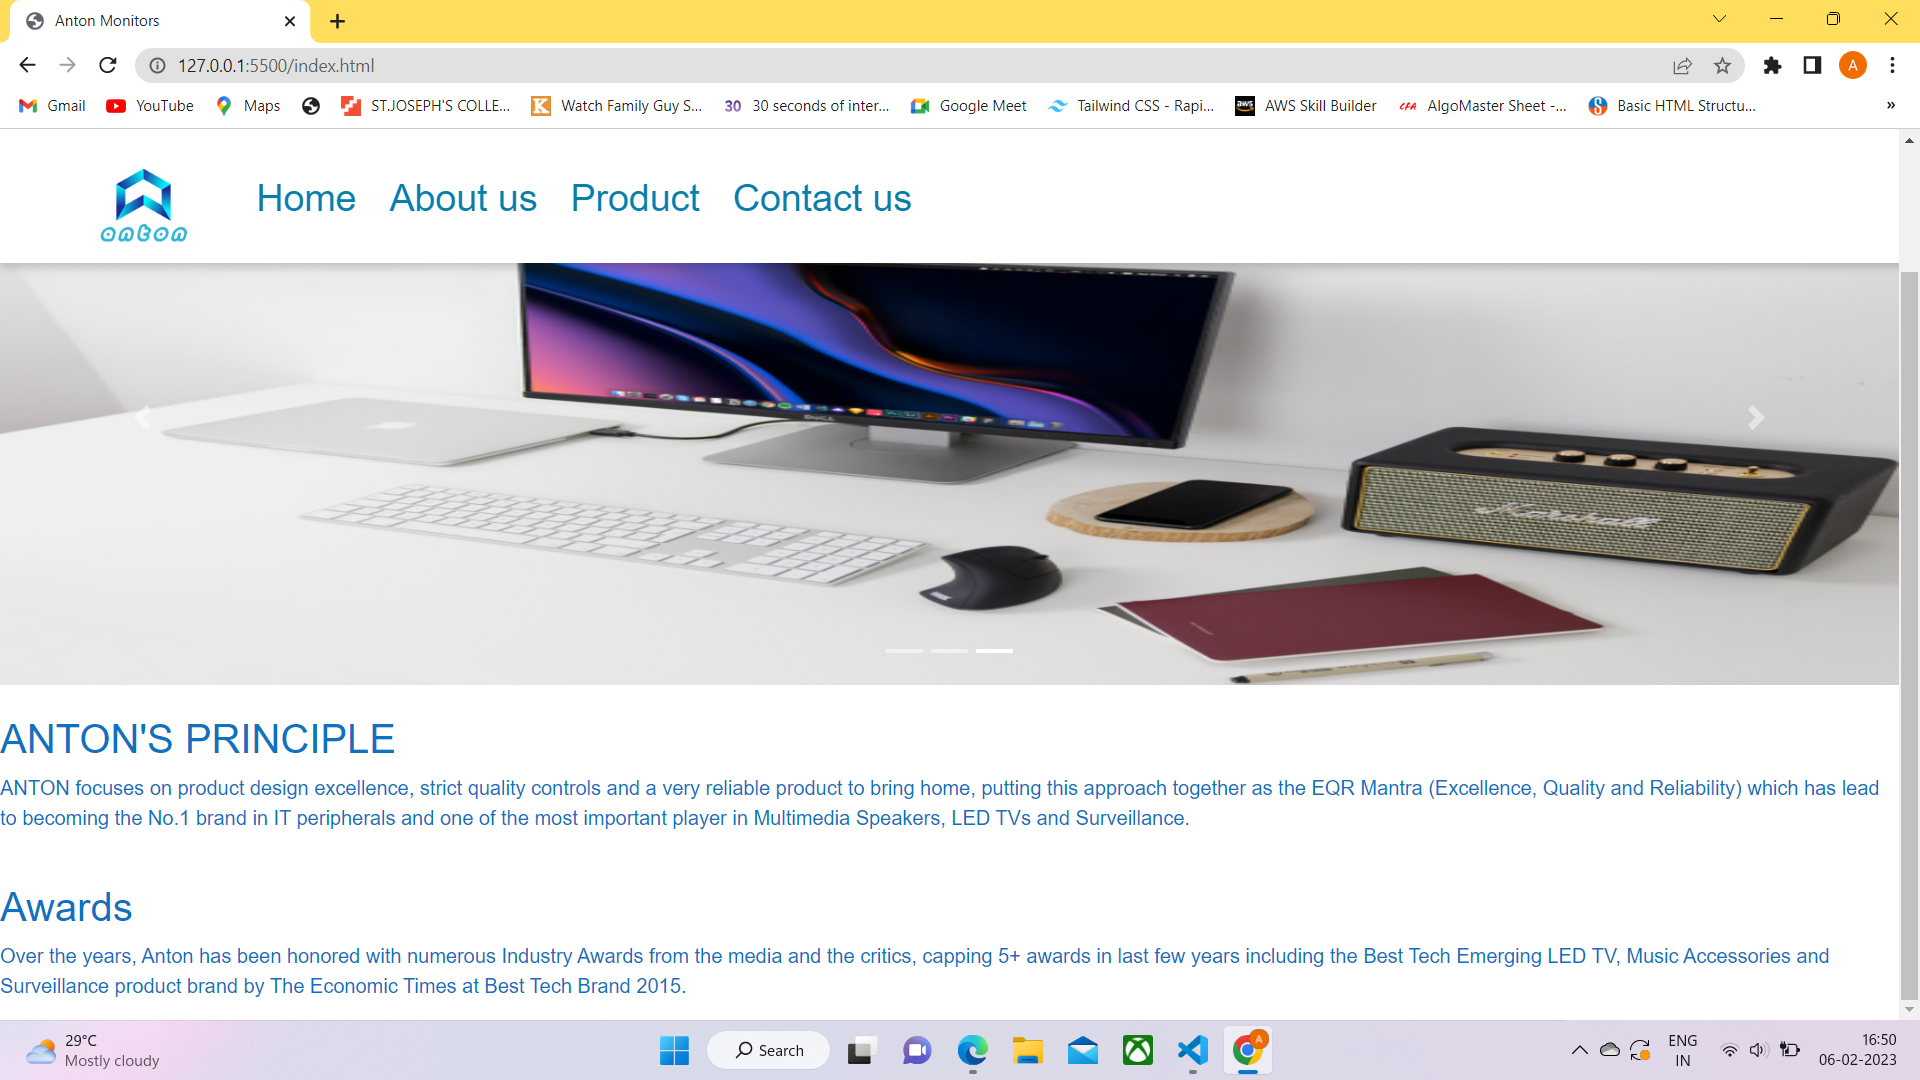 Anton Monitors
127.0.0.1:5500/index.html
A
Gmail YouTube Maps ST.JOSEPH'S COLLE... Watch Family Guy S... 30 30 seconds of inter... Google Meet Tailwind CSS - Rapi... aws AWS Skill Builder CFA AlgoMaster Sheet -... Basic HTML Structu... »
anton
Home About us Product Contact us
DELL
Marshall
ANTON'S PRINCIPLE
ANTON focuses on product design excellence, strict quality controls and a very reliable product to bring home, putting this approach together as the EQR Mantra (Excellence, Quality and Reliability) which has lead
to becoming the No.1 brand in IT peripherals and one of the most important player in Multimedia Speakers, LED TVs and Surveillance.
Awards
Over the years, Anton has been honored with numerous Industry Awards from the media and the critics, capping 5+ awards in last few years including the Best Tech Emerging LED TV, Music Accessories and
Surveillance product brand by The Economic Times at Best Tech Brand 2015.
29°C
Mostly cloudy
Search
A
ENG
IN
16:50
06-02-2023